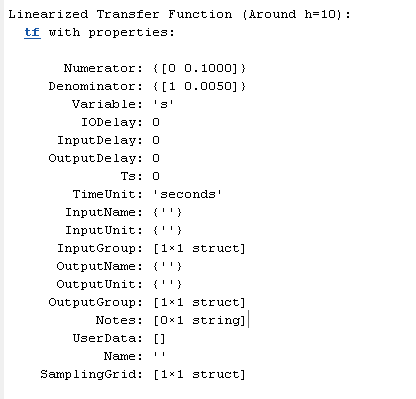 Linearized Transfer Function (Around h=10):
tf with properties:
Numerator: {[0 0.1000]}
Denominator: {[1 0.0050]}
Variable: 's'
IODelay: 0
InputDelay: 0
OutputDelay: 0
Ts: 0
TimeUnit: 'seconds'
InputName: {''}
InputUnit: {''}
InputGroup: [1×1 struct]
OutputName: {''}
OutputUnit: {''}
OutputGroup: [1×1 struct]
Notes: [0×1 string]
UserData: []
Name: ''
SamplingGrid: [1×1 struct]